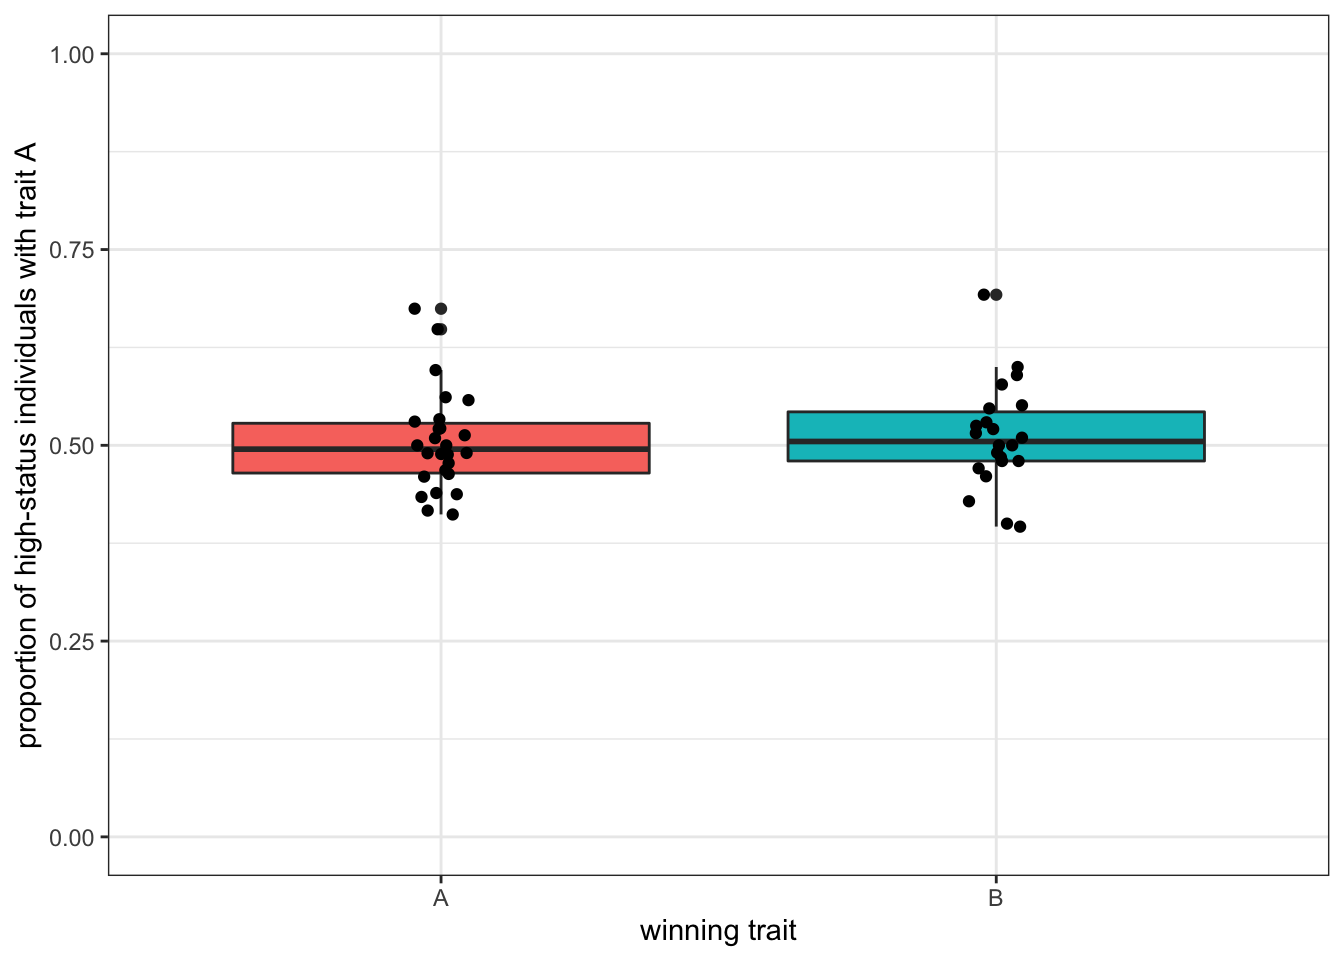 proportion of high-status individuals with trait A
1.00
0.75
0.50
0.25
0.00
A B
winning trait